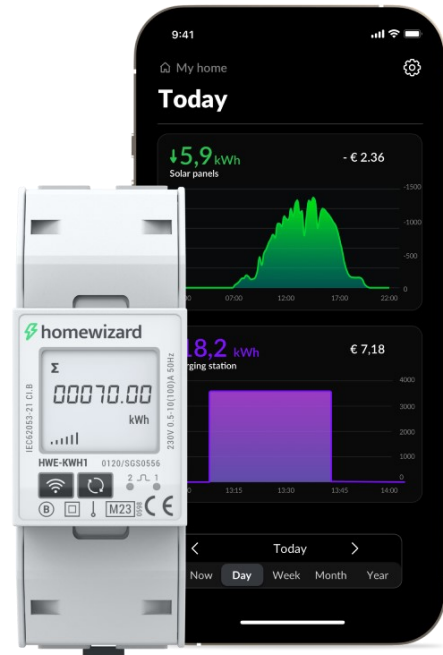 9:41
My home
Today
↓5,9 kWh
- € 2.36
Solar panels
-1500
-1000
-500
0
07:00 12:00 17:00 22:00
8,2 kWh
€ 7,18
rging station
4000
3000
2000
1000
0
13:15 13:30 13:45 14:00
< Today >
Now Day Week Month Year
homewizard
IEC62053-21 Cl.B
Σ
00070.00
kWh
230V 0.5-10(100)A 50Hz
HWE-KWH1 0120/SGS0556
2 1
B M23 CE